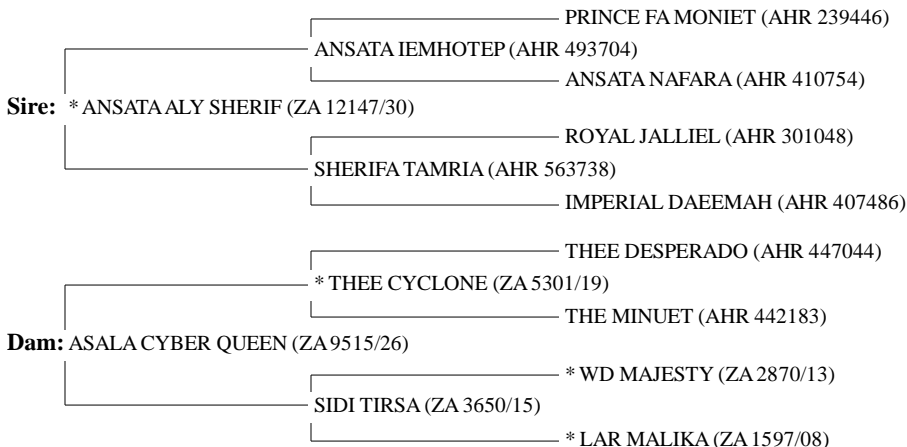 PRINCE FA MONIET (AHR 239446)
ANSATA IEMHOTEP (AHR 493704)
ANSATA NAFARA (AHR 410754)
Sire: * ANSATA ALY SHERIF (ZA 12147/30)
ROYAL JALLIEL (AHR 301048)
SHERIFA TAMRIA (AHR 563738)
IMPERIAL DAEEMAH (AHR 407486)
THEE DESPERADO (AHR 447044)
* THEE CYCLONE (ZA 5301/19)
THE MINUET (AHR 442183)
Dam: ASALA CYBER QUEEN (ZA 9515/26)
* WD MAJESTY (ZA 2870/13)
SIDI TIRSA (ZA 3650/15)
* LAR MALIKA (ZA 1597/08)